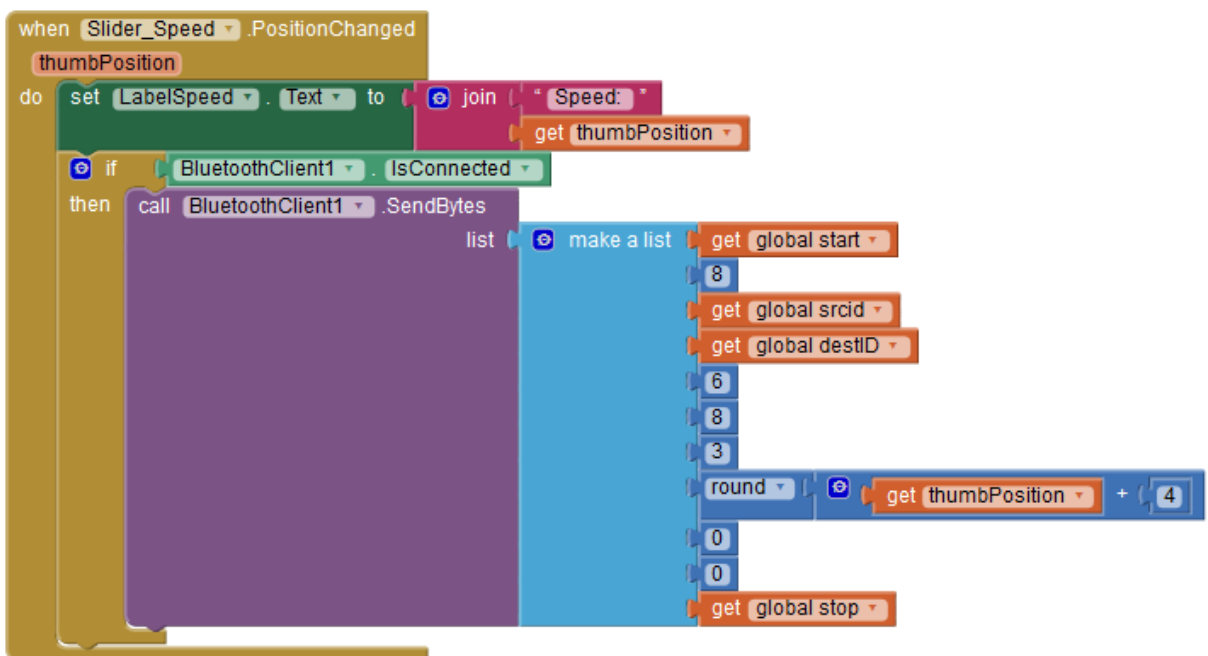 when Slider_Speed .PositionChanged
thumbPosition
do set LabelSpeed . Text to join " Speed: "
get thumbPosition
if BluetoothClient1 . IsConnected
then call BluetoothClient1 .SendBytes
list make a list get global start
8
get global srcid
get global destID
6
8
3
round get thumbPosition + 4
0
0
get global stop